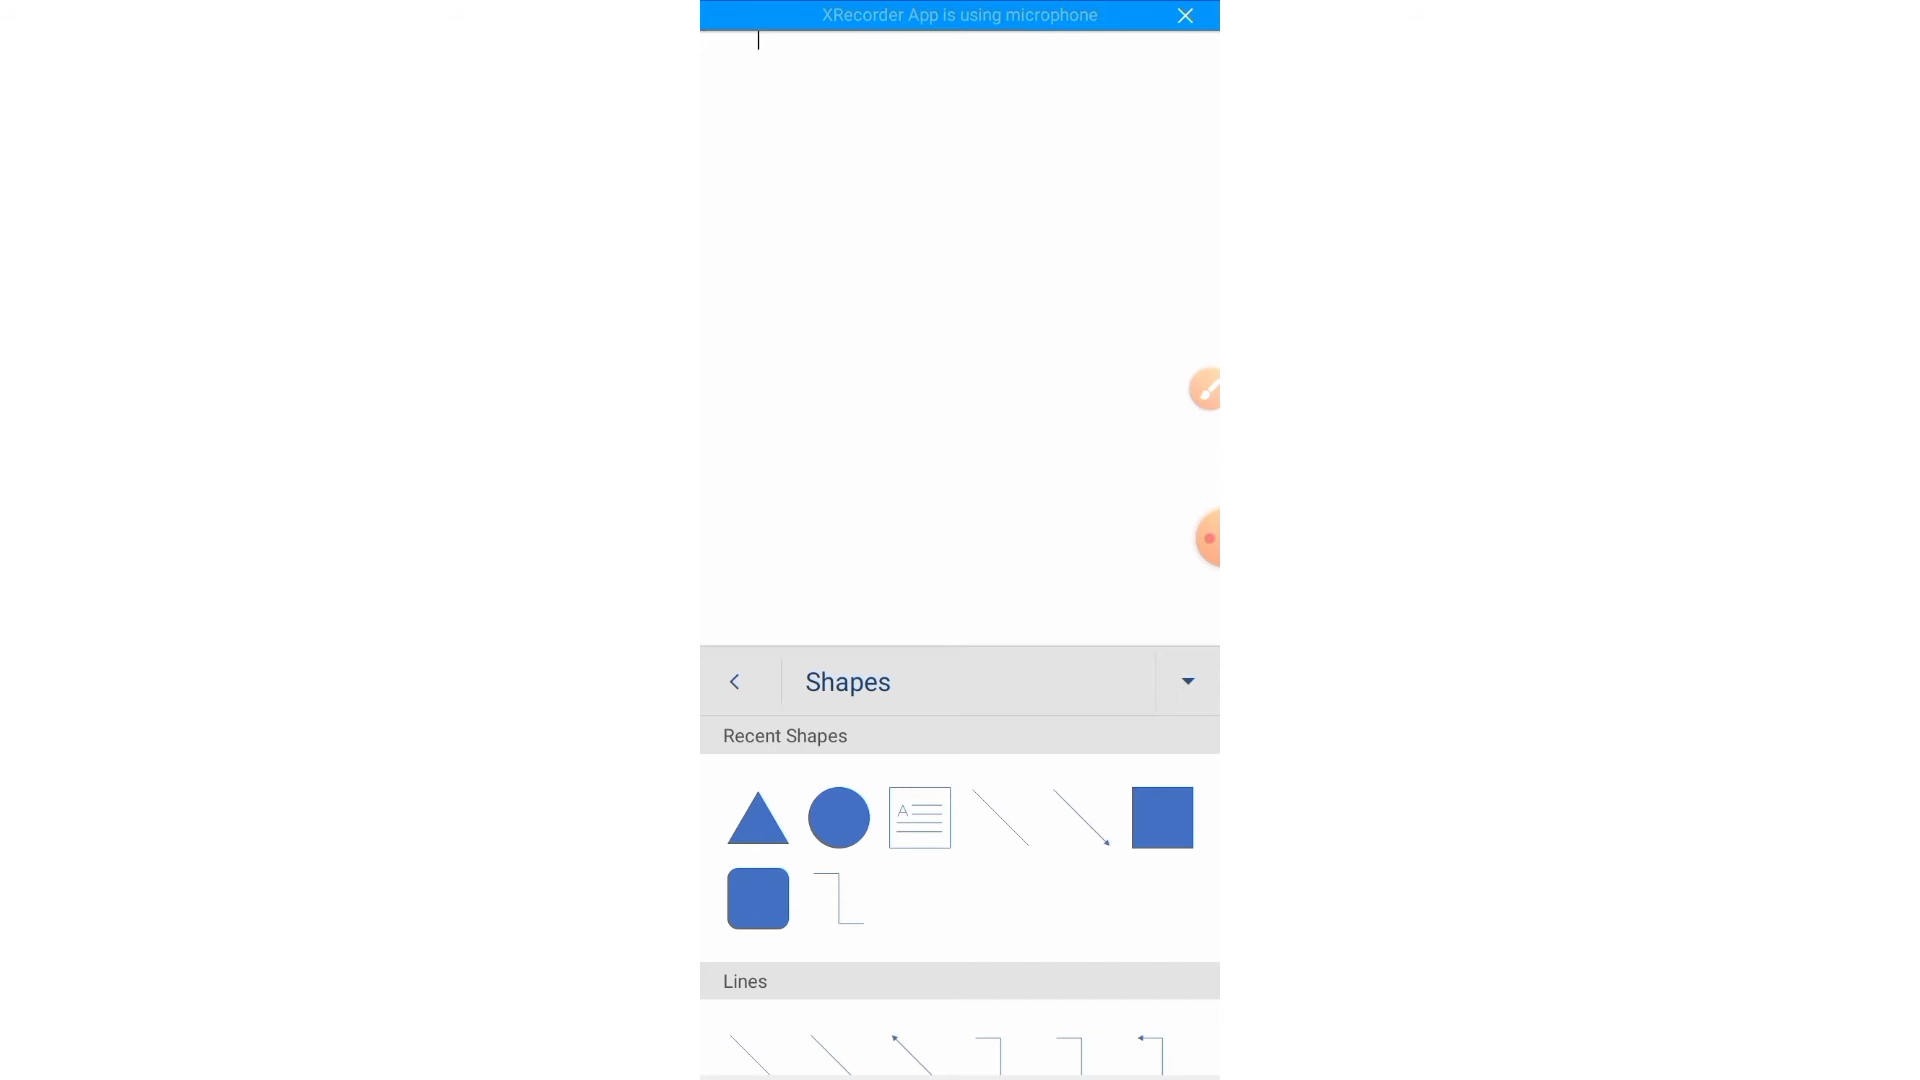 XRecorder App is using microphone
Shapes
Recent Shapes
A
Lines